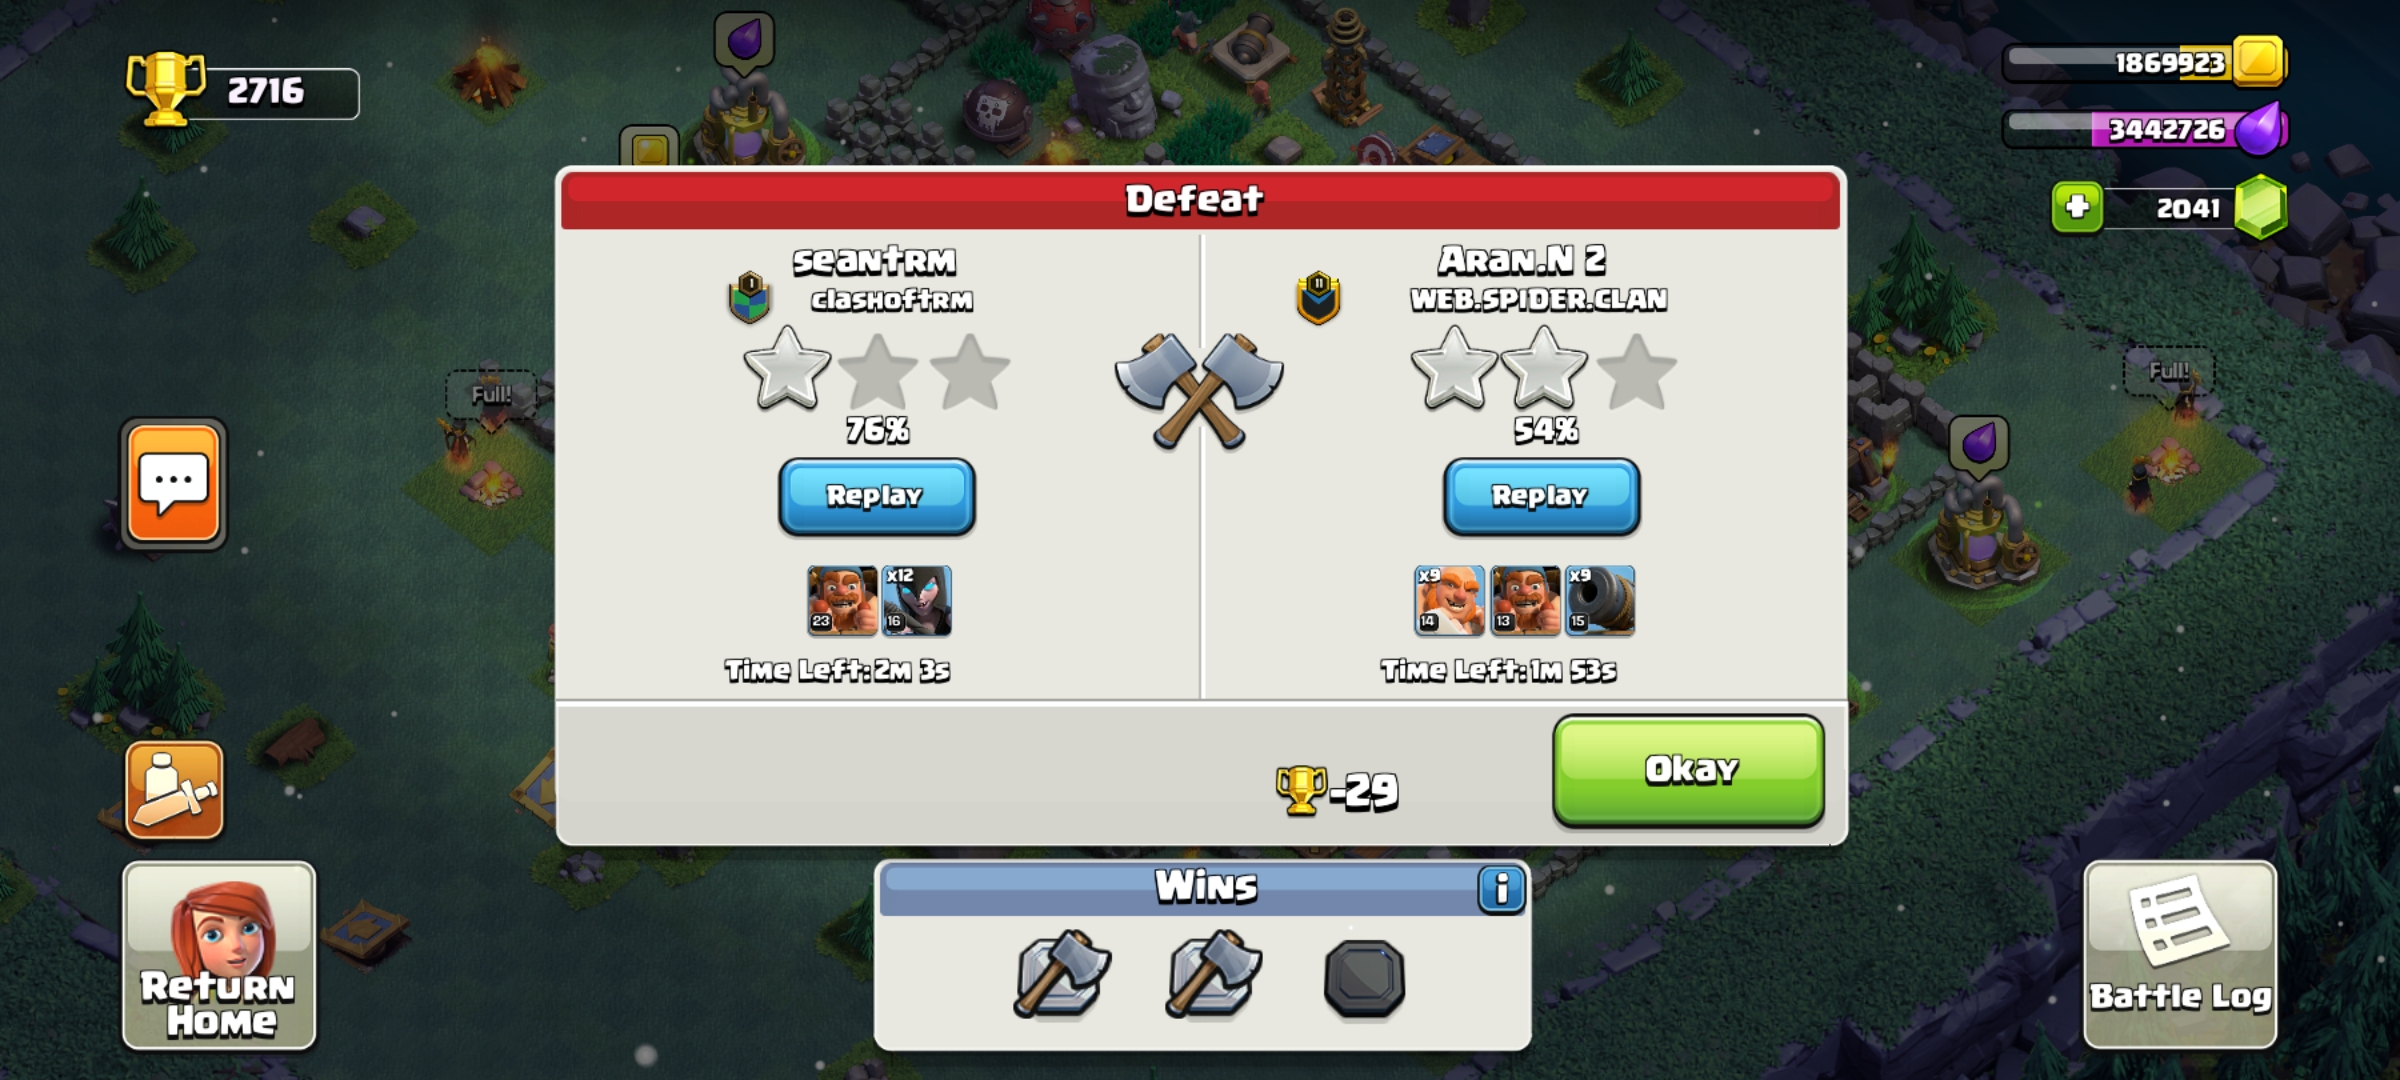 2716
1869923
3442726
2041
Defeat
seantrm
clashoftrm
1
76%
Replay
23
x12
16
Time Left: 2m 3s
Aran.N 2
WEB.SPIDER.CLAN
11
54%
Replay
x9
14
13
x9
15
Time Left: 1m 53s
Full!
Full!
-29
Okay
Wins
i
Return
Home
Battle Log